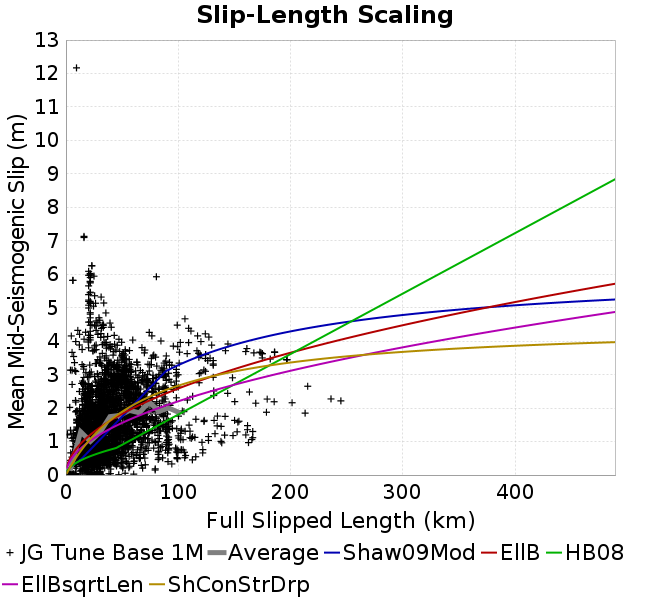 Slip-Length Scaling
Mean Mid-Seismogenic Slip (m)
13
12
11
10
9
8
7
6
5
4
3
2
1
0
0 100 200 300 400
Full Slipped Length (km)
JG Tune Base 1M Average Shaw09Mod EllB HB08
EllBsqrtLen ShConStrDrp